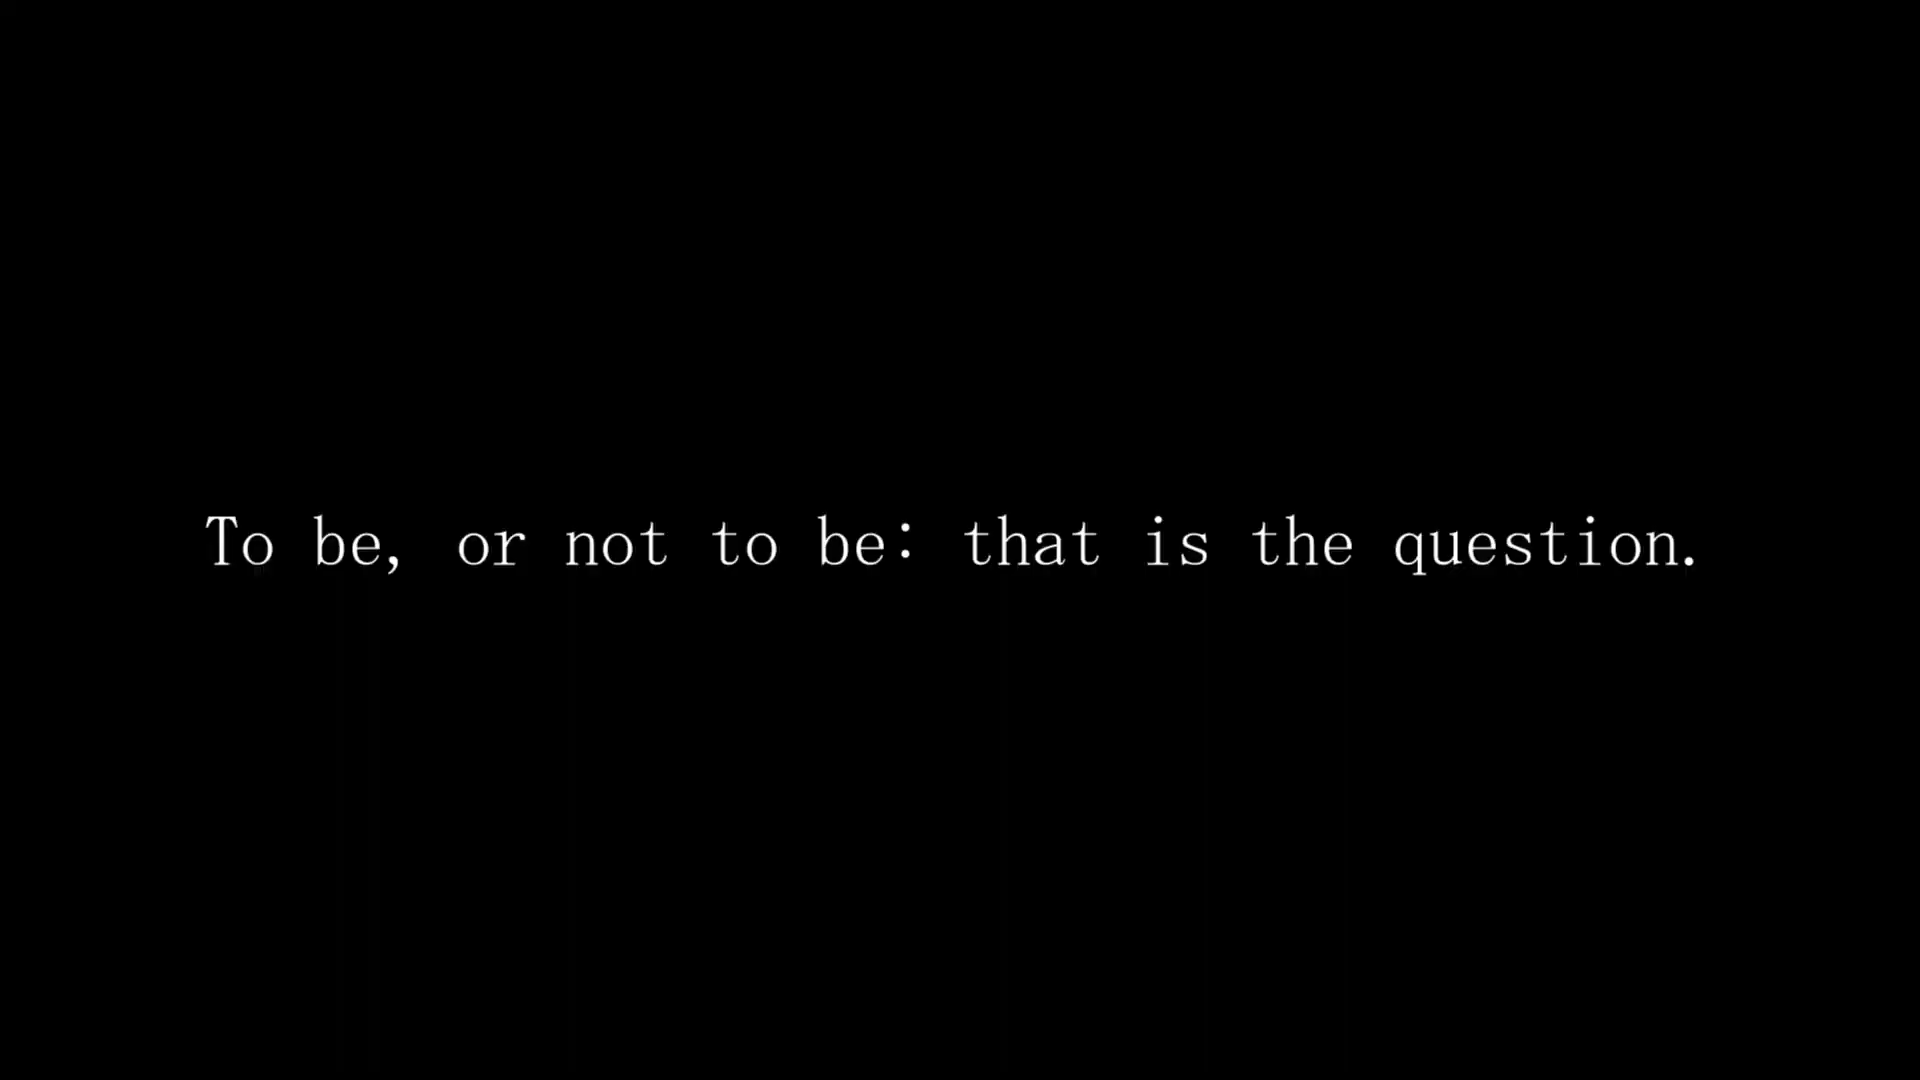 To be, or not to be: that is the question.